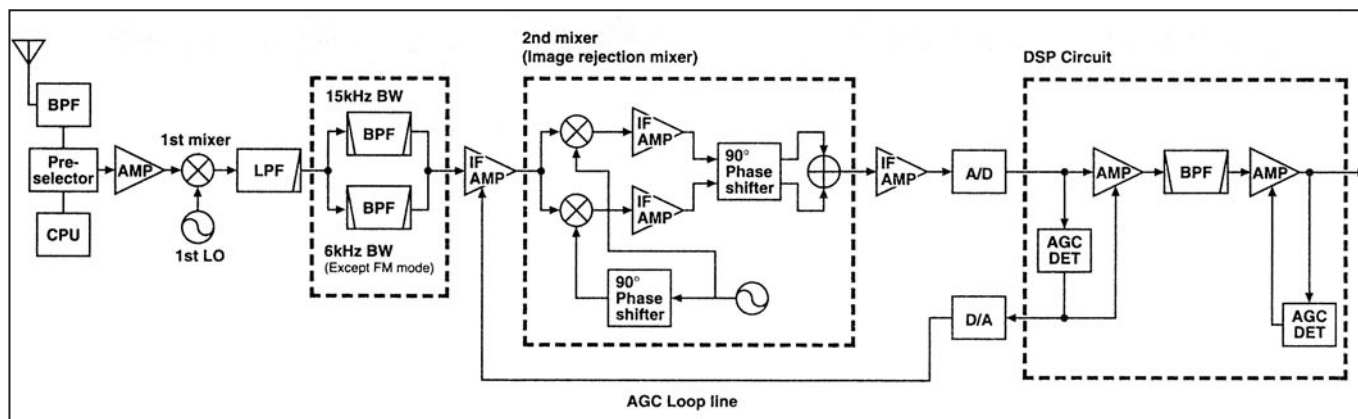 2nd mixer
(Image rejection mixer)
DSP Circuit
BPF
Pre-
selector
CPU
AMP
1st mixer
1st LO
LPF
15kHz BW
BPF
BPF
6kHz BW
(Except FM mode)
IF
AMP
IF
AMP
IF
AMP
90°
Phase
shifter
90°
Phase
shifter
IF
AMP
A/D
D/A
AMP
BPF
AMP
AGC
DET
AGC
DET
AGC Loop line